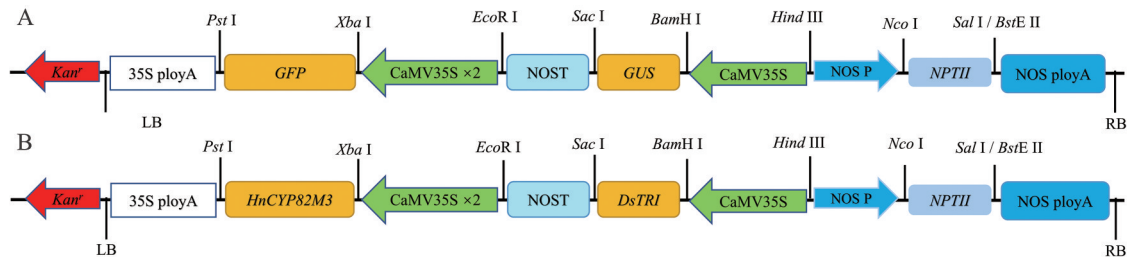 A
Pst I
Xba I
EcoR I
Sac I
BamH I
Hind III
Nco I
Sal I / BstE II
Kanʳ
35S ployA
GFP
CaMV35S ×2
NOST
GUS
CaMV35S
NOS P
NPTII
NOS ployA
LB
RB
B
Pst I
Xba I
EcoR I
Sac I
BamH I
Hind III
Nco I
Sal I / BstE II
Kanʳ
35S ployA
HnCYP82M3
CaMV35S ×2
NOST
DsTRI
CaMV35S
NOS P
NPTII
NOS ployA
LB
RB